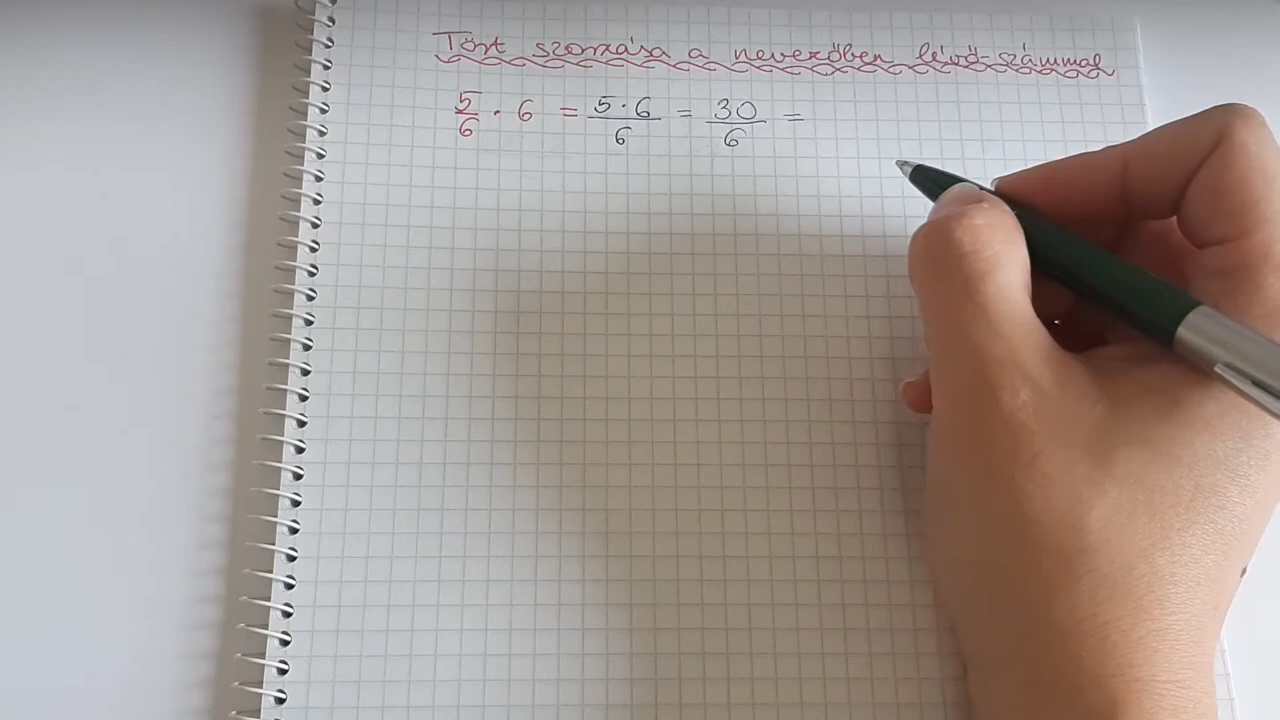 Tört szorzása a nevezőben lévő számmal
5/6 · 6 = 5·6/6 = 30/6 =